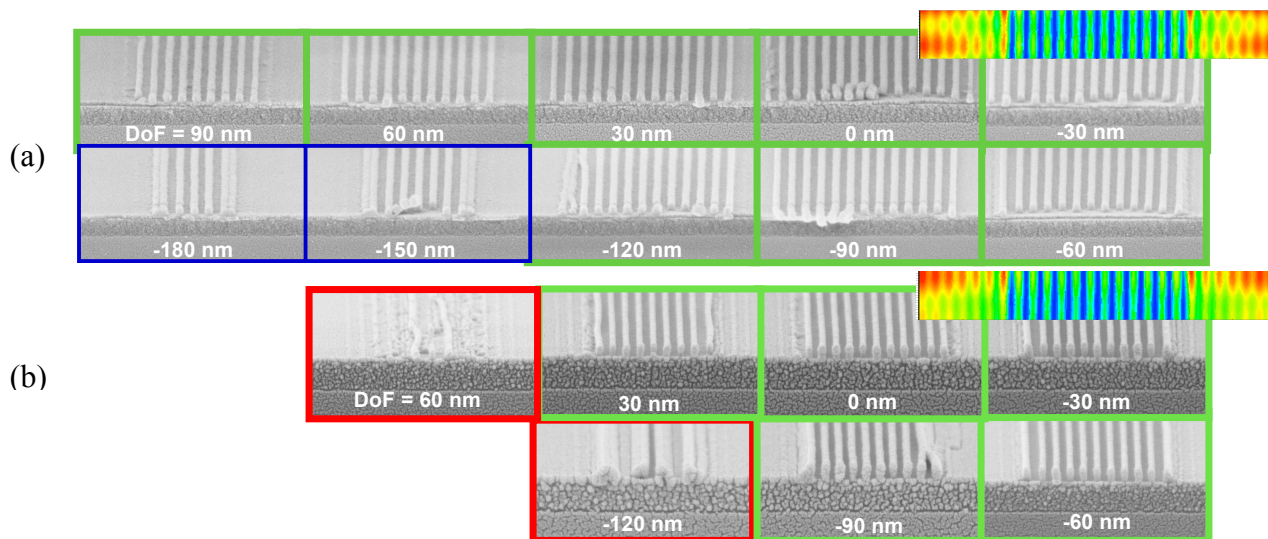 (a)
DoF = 90 nm 60 nm 30 nm 0 nm -30 nm
-180 nm -150 nm -120 nm -90 nm -60 nm
(b)
DoF = 60 nm 30 nm 0 nm -30 nm
-120 nm -90 nm -60 nm